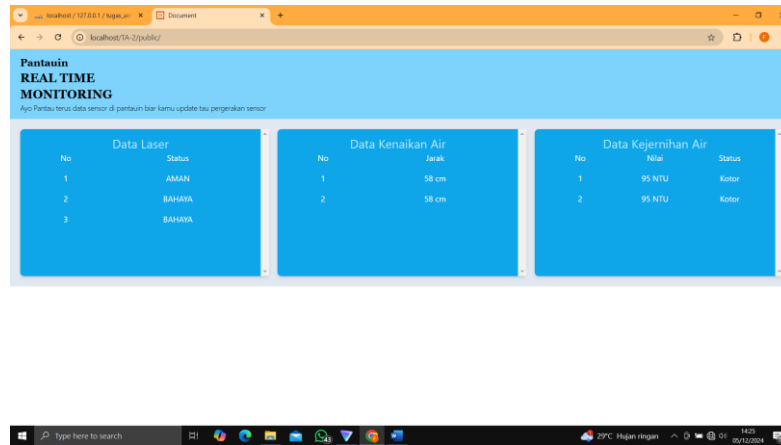 localhost / 127.0.0.1 / tugas_akh
Document
localhost/TA-2/public/
Pantauin
REAL TIME
MONITORING
Ayo Pantau terus data sensor di pantauin biar kamu update tau pergerakan sensor
Data Laser
No Status
1 AMAN
2 BAHAYA
3 BAHAYA
Data Kenaikan Air
No Jarak
1 58 cm
2 58 cm
Data Kejernihan Air
No Nilai Status
1 95 NTU Kotor
2 95 NTU Kotor
Type here to search
43
29°C Hujan ringan
14:25
05/12/2024